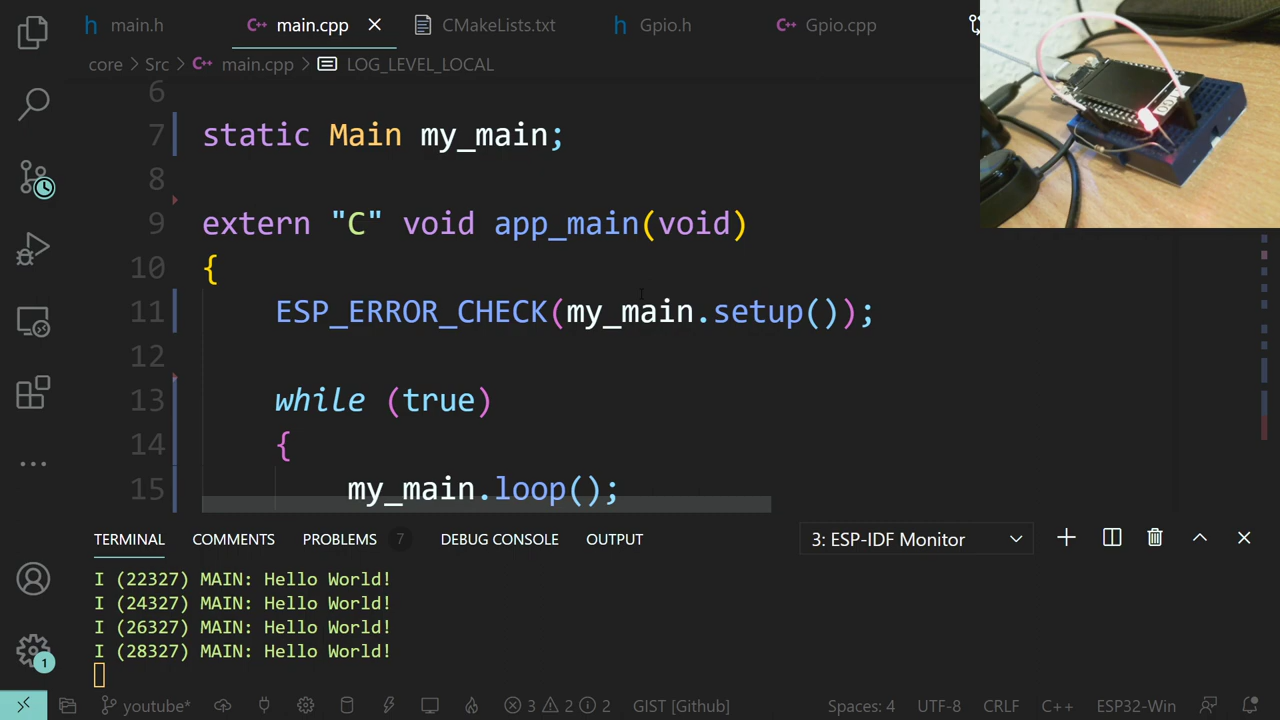 main.h main.cpp CMakeLists.txt Gpio.h Gpio.cpp
core > Src > main.cpp > LOG_LEVEL_LOCAL
6
7 static Main my_main;
8
9 extern "C" void app_main(void)
10 {
11 ESP_ERROR_CHECK(my_main.setup());
12
13 while (true)
14 {
15 my_main.loop();
TERMINAL COMMENTS PROBLEMS 7 DEBUG CONSOLE OUTPUT 3: ESP-IDF Monitor
I (22327) MAIN: Hello World!
I (24327) MAIN: Hello World!
I (26327) MAIN: Hello World!
I (28327) MAIN: Hello World!
1
youtube* 3 2 2 GIST [Github] Spaces: 4 UTF-8 CRLF C++ ESP32-Win